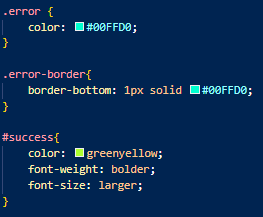 .error {
    color: #00FFD0;
}

.error-border{
    border-bottom: 1px solid #00FFD0;
}

#success{
    color: greenyellow;
    font-weight: bolder;
    font-size: larger;
}